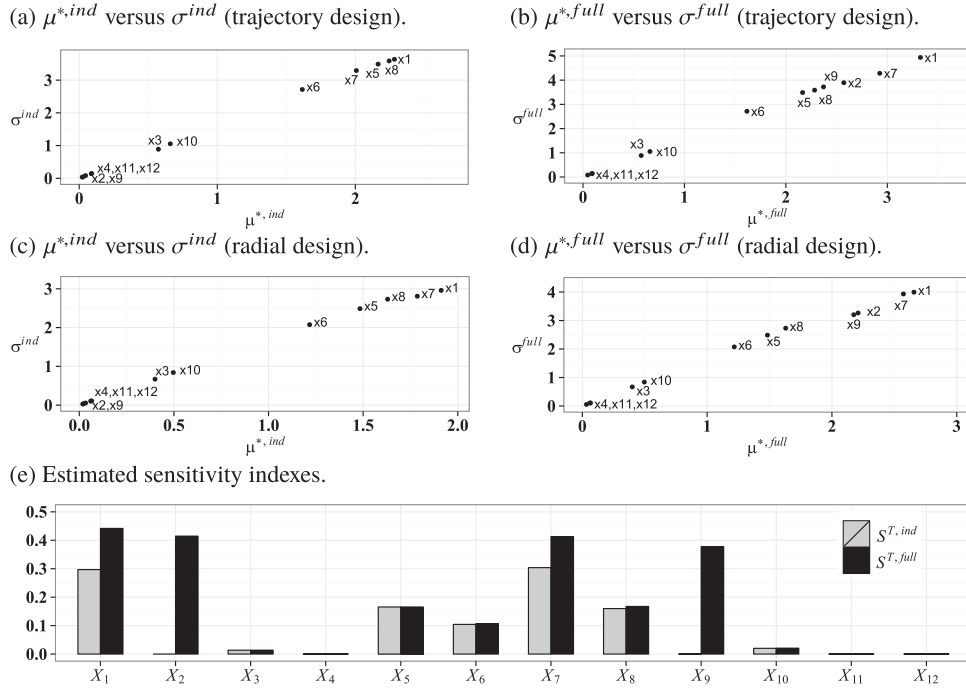 (a) μ*,ind versus σind (trajectory design).
3
2
1
0
σind
x1
x8
x5
x7
x6
x3
x10
x4,x11,x12
x2,x9
0 1 2
μ*,ind
(b) μ*,full versus σfull (trajectory design).
5
4
3
2
1
0
σfull
x1
x7
x9
x2
x8
x5
x6
x3
x10
x4,x11,x12
0 1 2 3
μ*,full
(c) μ*,ind versus σind (radial design).
3
2
1
0
σind
x1
x7
x8
x5
x6
x3
x10
x4,x11,x12
x2,x9
0.0 0.5 1.0 1.5 2.0
μ*,ind
(d) μ*,full versus σfull (radial design).
4
3
2
1
0
σfull
x1
x7
x2
x9
x8
x5
x6
x10
x3
x4,x11,x12
0 1 2 3
μ*,full
(e) Estimated sensitivity indexes.
0.5
0.4
0.3
0.2
0.1
0.0
ST,ind
ST,full
X1 X2 X3 X4 X5 X6 X7 X8 X9 X10 X11 X12